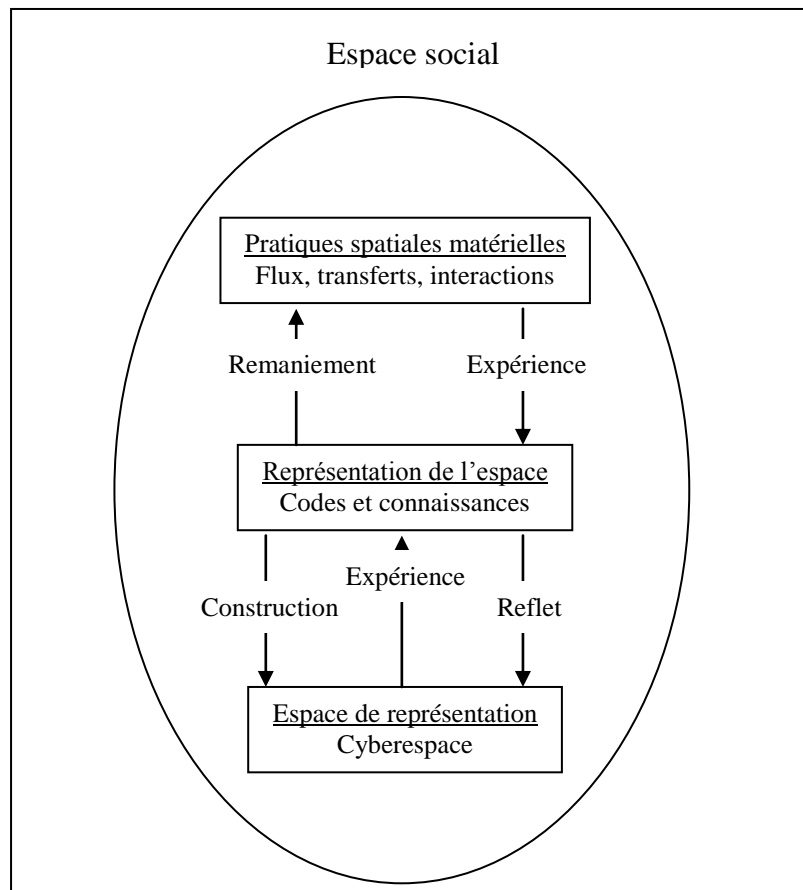 Espace social
Pratiques spatiales matérielles
Flux, transferts, interactions
Remaniement
Expérience
Représentation de l’espace
Codes et connaissances
Expérience
Construction
Reflet
Espace de représentation
Cyberespace